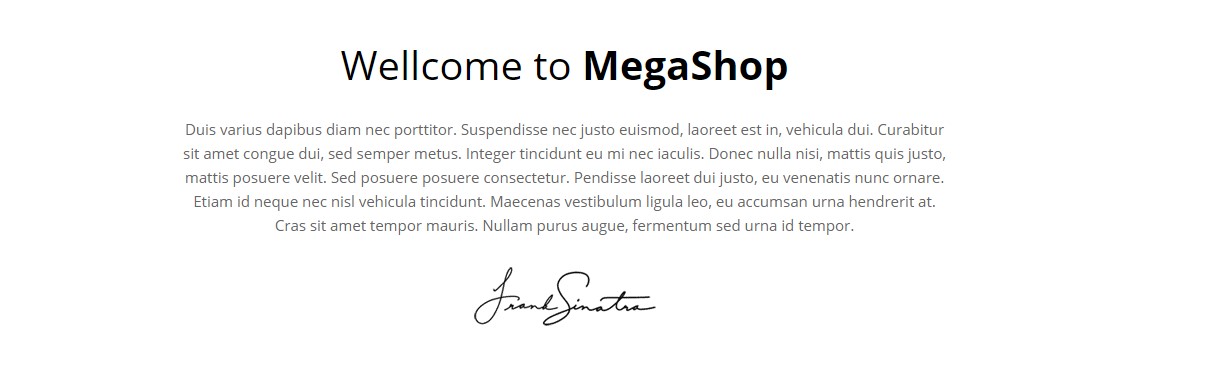 Wellcome to MegaShop
Duis varius dapibus diam nec porttitor. Suspendisse nec justo euismod, laoreet est in, vehicula dui. Curabitur
sit amet congue dui, sed semper metus. Integer tincidunt eu mi nec iaculis. Donec nulla nisi, mattis quis justo,
mattis posuere velit. Sed posuere posuere consectetur. Pendisse laoreet dui justo, eu venenatis nunc ornare.
Etiam id neque nec nisl vehicula tincidunt. Maecenas vestibulum ligula leo, eu accumsan urna hendrerit at.
Cras sit amet tempor mauris. Nullam purus augue, fermentum sed urna id tempor.
Frank Sinatra